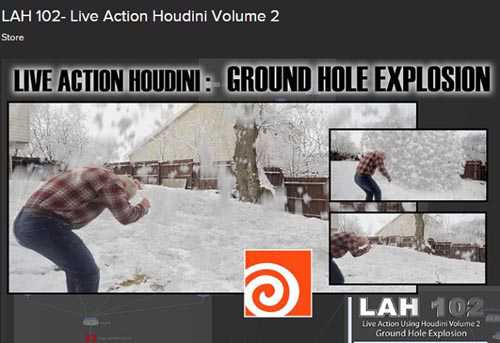 LAH 102- Live Action Houdini Volume 2
Store
LIVE ACTION HOUDINI : GROUND HOLE EXPLOSION
LAH 102
Live Action Using Houdini Volume 2
Ground Hole Explosion